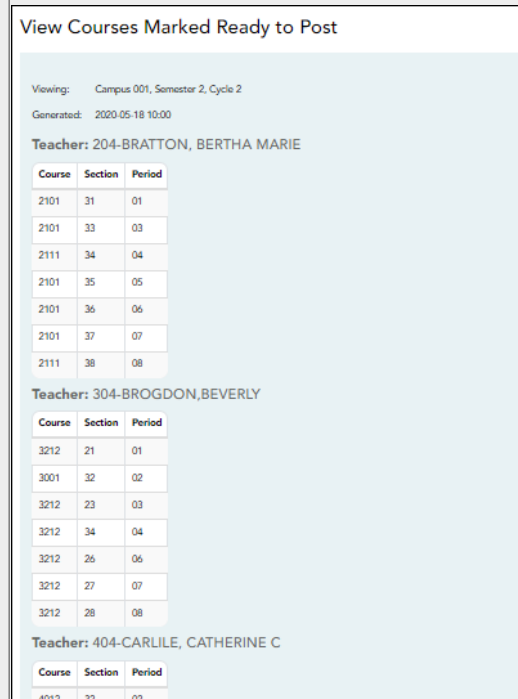 View Courses Marked Ready to Post
Viewing: Campus 001, Semester 2, Cycle 2
Generated: 2020-05-18 10:00
Teacher: 204-BRATTON, BERTHA MARIE
Course Section Period
2101 31 01
2101 33 03
2111 34 04
2101 35 05
2101 36 06
2101 37 07
2111 38 08
Teacher: 304-BROGDON,BEVERLY
Course Section Period
3212 21 01
3001 32 02
3212 23 03
3212 34 04
3212 26 06
3212 27 07
3212 28 08
Teacher: 404-CARLILE, CATHERINE C
Course Section Period